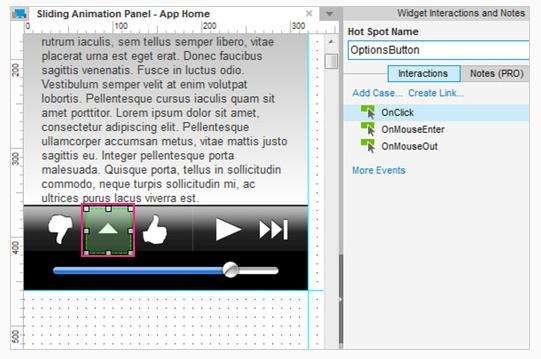 Sliding Animation Panel - App Home
Widget Interactions and Notes
0 100 200 300
200
300
400
500
rutrum iaculis, sem tellus semper libero, vitae
placerat urna est eget erat. Donec faucibus
sagittis venenatis. Fusce in luctus odio.
Vestibulum semper velit at enim volutpat
lobortis. Pellentesque cursus iaculis quam sit
amet porttitor. Lorem ipsum dolor sit amet,
consectetur adipiscing elit. Pellentesque
ullamcorper accumsan metus, vitae mattis justo
sagittis eu. Integer pellentesque porta
malesuada. Quisque porta, tellus in sollicitudin
commodo, neque turpis sollicitudin mi, ac
ultrices purus lacus viverra est.
Hot Spot Name
OptionsButton
Interactions
Notes (PRO)
Add Case... Create Link...
OnClick
OnMouseEnter
OnMouseOut
More Events